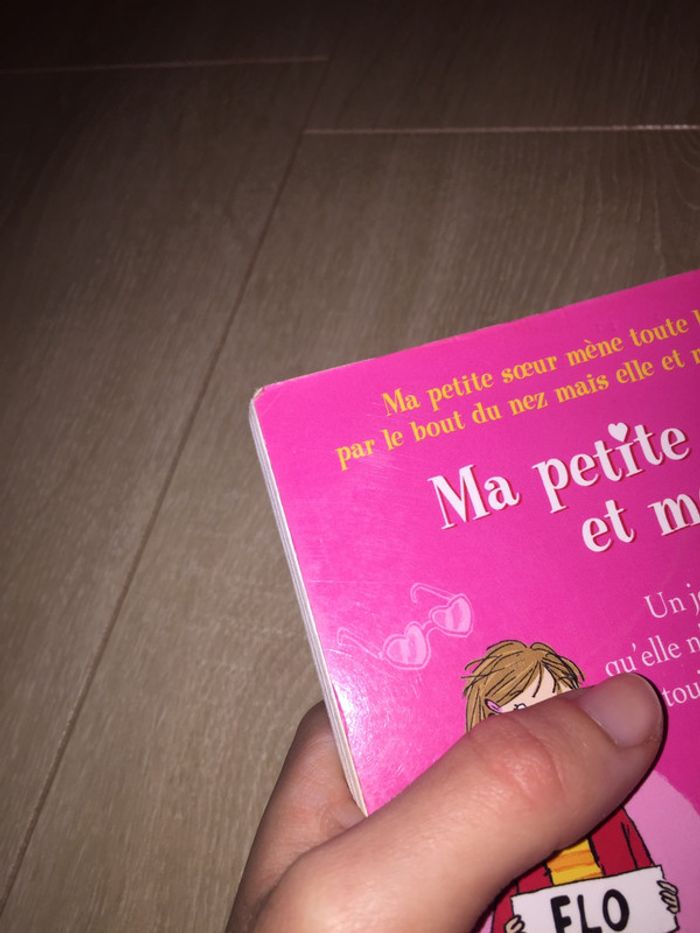 Ma petite sœur mène toute
par le bout du nez mais elle et
Ma petite
et m
Un j
qu'elle
tou
FLO